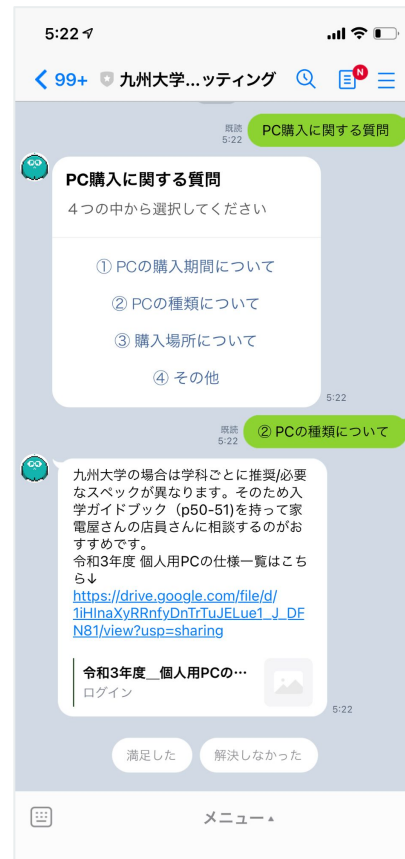 5:22
99+ 九州大学...ッティング N
PC購入に関する質問
既読
5:22
PC購入に関する質問
4つの中から選択してください
① PCの購入期間について
② PCの種類について
③ 購入場所について
④ その他
5:22
② PCの種類について
既読
5:22
九州大学の場合は学科ごとに推奨/必要
なスペックが異なります。そのため入
学ガイドブック（p50-51)を持って家
電屋さんの店員さんに相談するのがお
すすめです。
令和3年度 個人用PCの仕様一覧はこち
ら↓
https://drive.google.com/file/d/
1iHlnaXyRRnfyDnTrTuJELue1_J_DF
N81/view?usp=sharing
令和3年度__個人用PCの…
ログイン
5:22
満足した
解決しなかった
メニュー▲